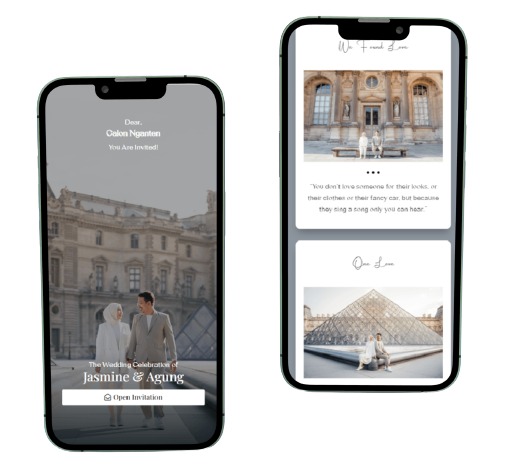 Dear,
Calon Nganten
You Are Invited!
The Wedding Celebration of
Jasmine & Agung
Open Invitation
We Found Love
"You don't love someone for their looks, or
their clothes or their fancy car, but because
they sing a song only you can hear."
Our Love